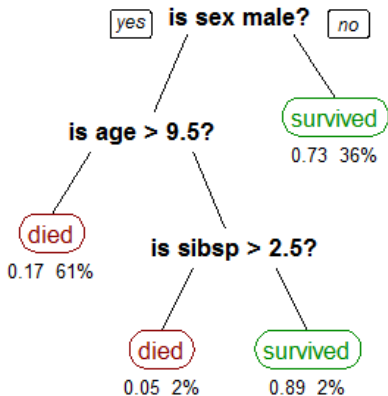 yes is sex male? no
survived
0.73 36%
is age > 9.5?
died
0.17 61%
is sibsp > 2.5?
died survived
0.05 2% 0.89 2%